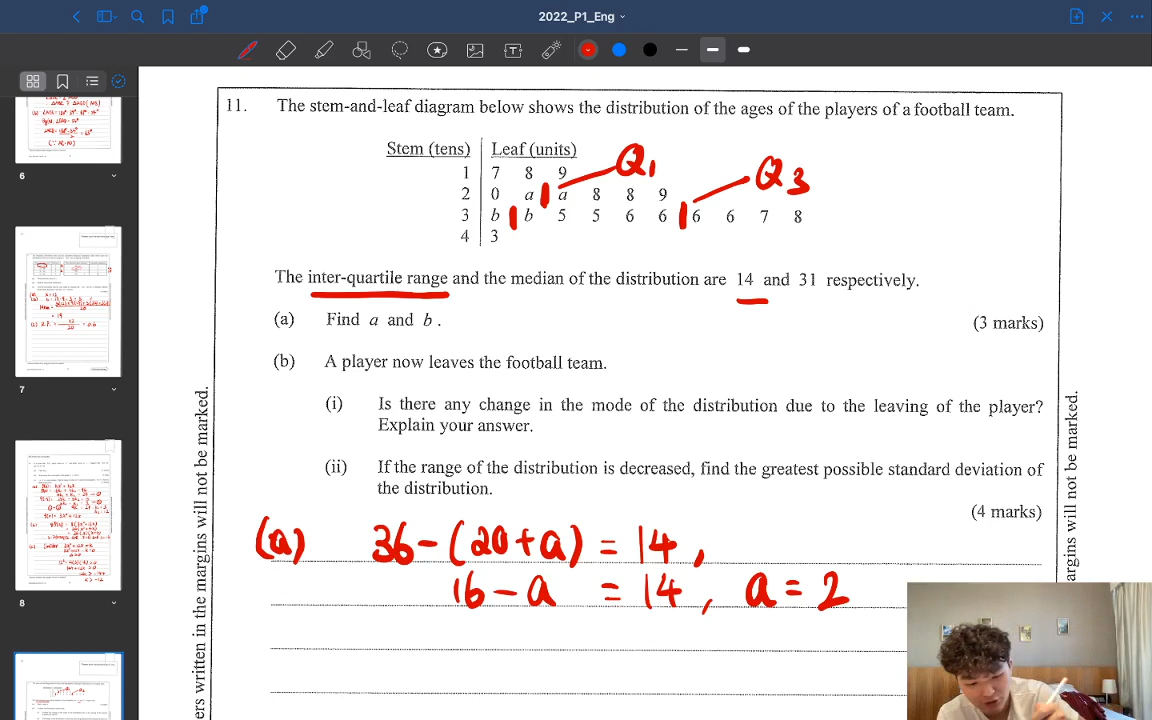 2022_P1_Eng
6
7
8
11. The stem-and-leaf diagram below shows the distribution of the ages of the players of a football team.
Stem (tens) Leaf (units)
1 7 8 9
2 0 a a 8 8 9
3 b b 5 5 6 6 6 6 7 8
4 3
Q1
Q3
The inter-quartile range and the median of the distribution are 14 and 31 respectively.
(a) Find a and b. (3 marks)
(b) A player now leaves the football team.
(i) Is there any change in the mode of the distribution due to the leaving of the player?
Explain your answer.
(ii) If the range of the distribution is decreased, find the greatest possible standard deviation of
the distribution.
(4 marks)
(a) 36-(20+a) = 14,
16-a = 14, a=2
ers written in the margins will not be marked.
argins will not be marked.